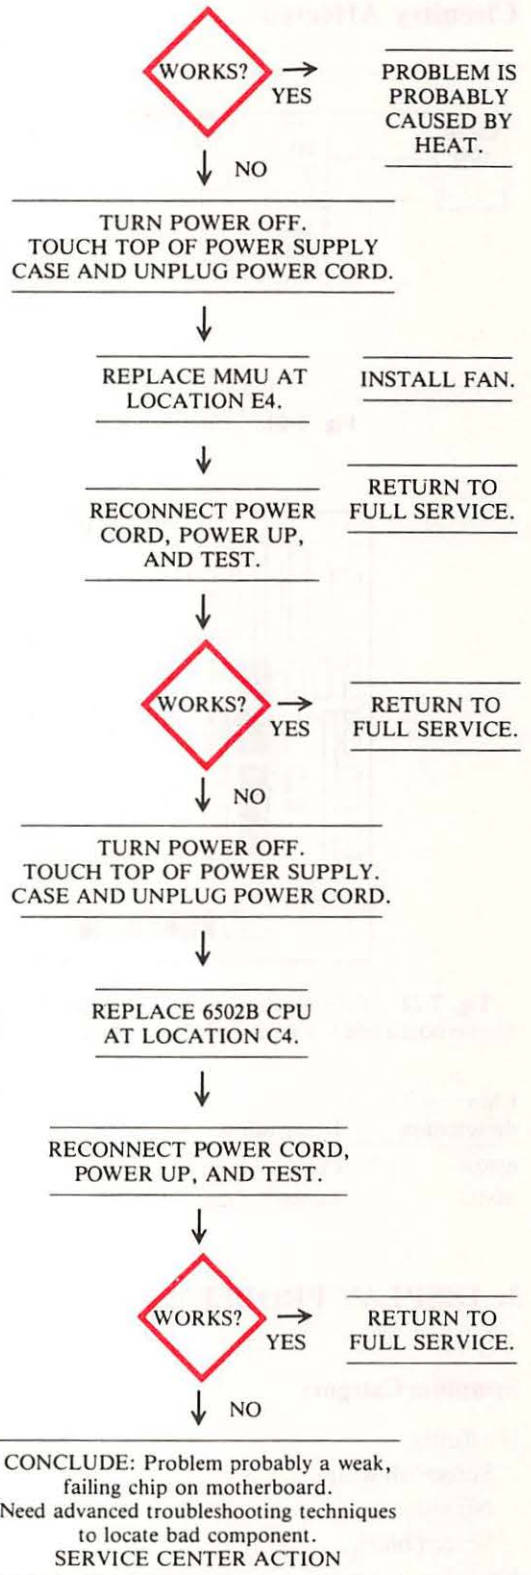 WORKS?
YES
PROBLEM IS
PROBABLY
CAUSED BY
HEAT.
NO
TURN POWER OFF.
TOUCH TOP OF POWER SUPPLY
CASE AND UNPLUG POWER CORD.
REPLACE MMU AT
LOCATION E4.
INSTALL FAN.
RECONNECT POWER
CORD, POWER UP,
AND TEST.
RETURN TO
FULL SERVICE.
WORKS?
YES
RETURN TO
FULL SERVICE.
NO
TURN POWER OFF.
TOUCH TOP OF POWER SUPPLY.
CASE AND UNPLUG POWER CORD.
REPLACE 6502B CPU
AT LOCATION C4.
RECONNECT POWER CORD,
POWER UP, AND TEST.
WORKS?
YES
RETURN TO
FULL SERVICE.
NO
CONCLUDE: Problem probably a weak,
failing chip on motherboard.
Need advanced troubleshooting techniques
to locate bad component.
SERVICE CENTER ACTION